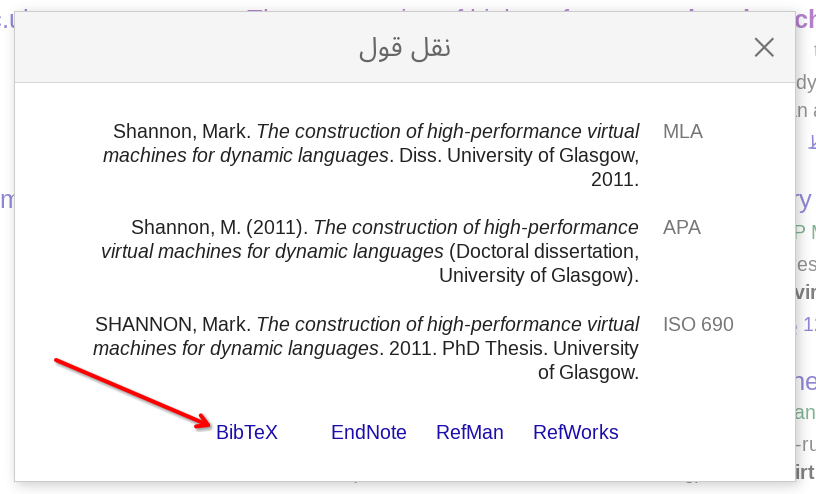 نقل قول
MLA
Shannon, Mark. The construction of high-performance virtual
machines for dynamic languages. Diss. University of Glasgow,
2011.
APA
Shannon, M. (2011). The construction of high-performance
virtual machines for dynamic languages (Doctoral dissertation,
University of Glasgow).
ISO 690
SHANNON, Mark. The construction of high-performance virtual
machines for dynamic languages. 2011. PhD Thesis. University
of Glasgow.
BibTeX EndNote RefMan RefWorks